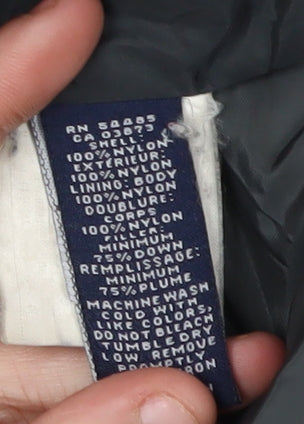 RN 54485
CA 03873
SHELL:
100% NYLON
EXTÉRIEUR:
100% NYLON
LINING: BODY
100% NYLON
DOUBLURE:
CORPS
100% NYLON
FILLER:
MINIMUM
75% DOWN
REMPLISSAGE:
MINIMUM
75% PLUME
MACHINE WASH
COLD WITH
LIKE COLORS,
DO NOT BLEACH
TUMBLE DRY
LOW, REMOVE
PROMPTLY